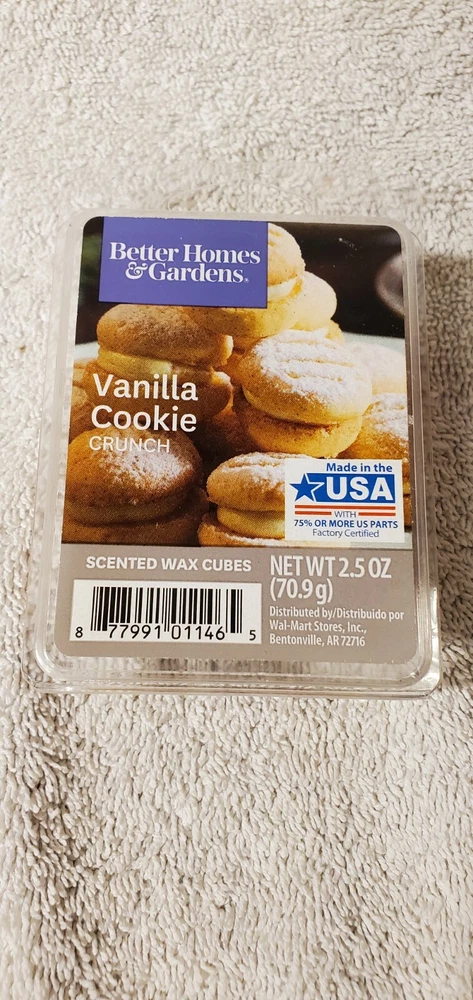 Better Homes
& Gardens®
Vanilla
Cookie
CRUNCH
Made in the
USA
WITH
75% OR MORE US PARTS
Factory Certified
SCENTED WAX CUBES
NET WT 2.5 OZ
(70.9 g)
Distributed by/Distribuido por
Wal-Mart Stores, Inc.,
Bentonville, AR 72716
8 77991 01146 5